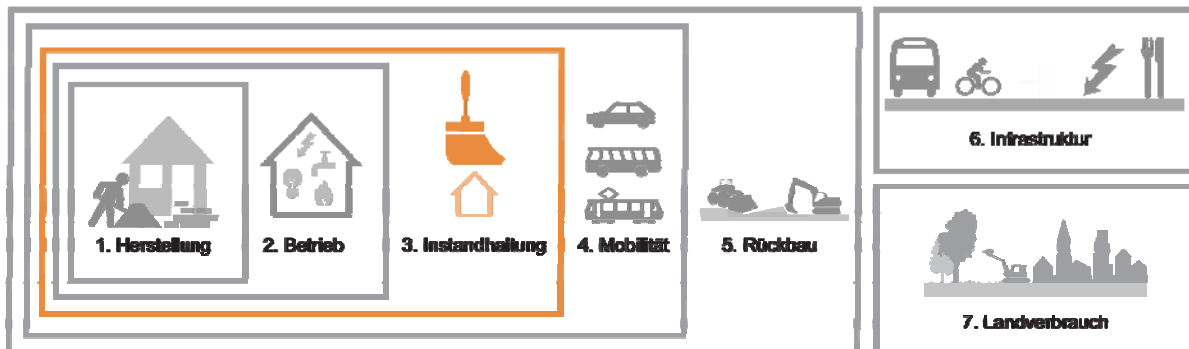 1. Herstellung
2. Betrieb
3. Instandhaltung
4. Mobilität
5. Rückbau
6. Infrastruktur
7. Landverbrauch